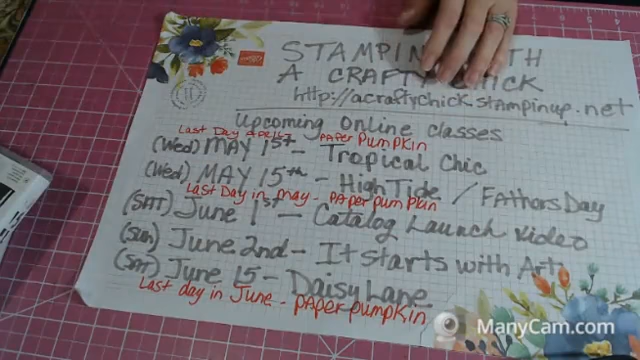 STAMPIN WITH
A CRAFTY CHICK
http://acraftychick.stampinup.net
Upcoming Online classes
Last Day April PAPER PumPKin
(Wed) MAY 1st - Tropical Chic
(Wed) MAY 15th - High Tide / FAthors Day
Last Day in may - PAPER pumpkin
(SAT) June 1st - Catalog Launch video
(Sun) June 2nd - It starts with Art
(SAT) June 15 - Daisy Lane
Last day in June - PAPER pumpkin
ManyCam.com